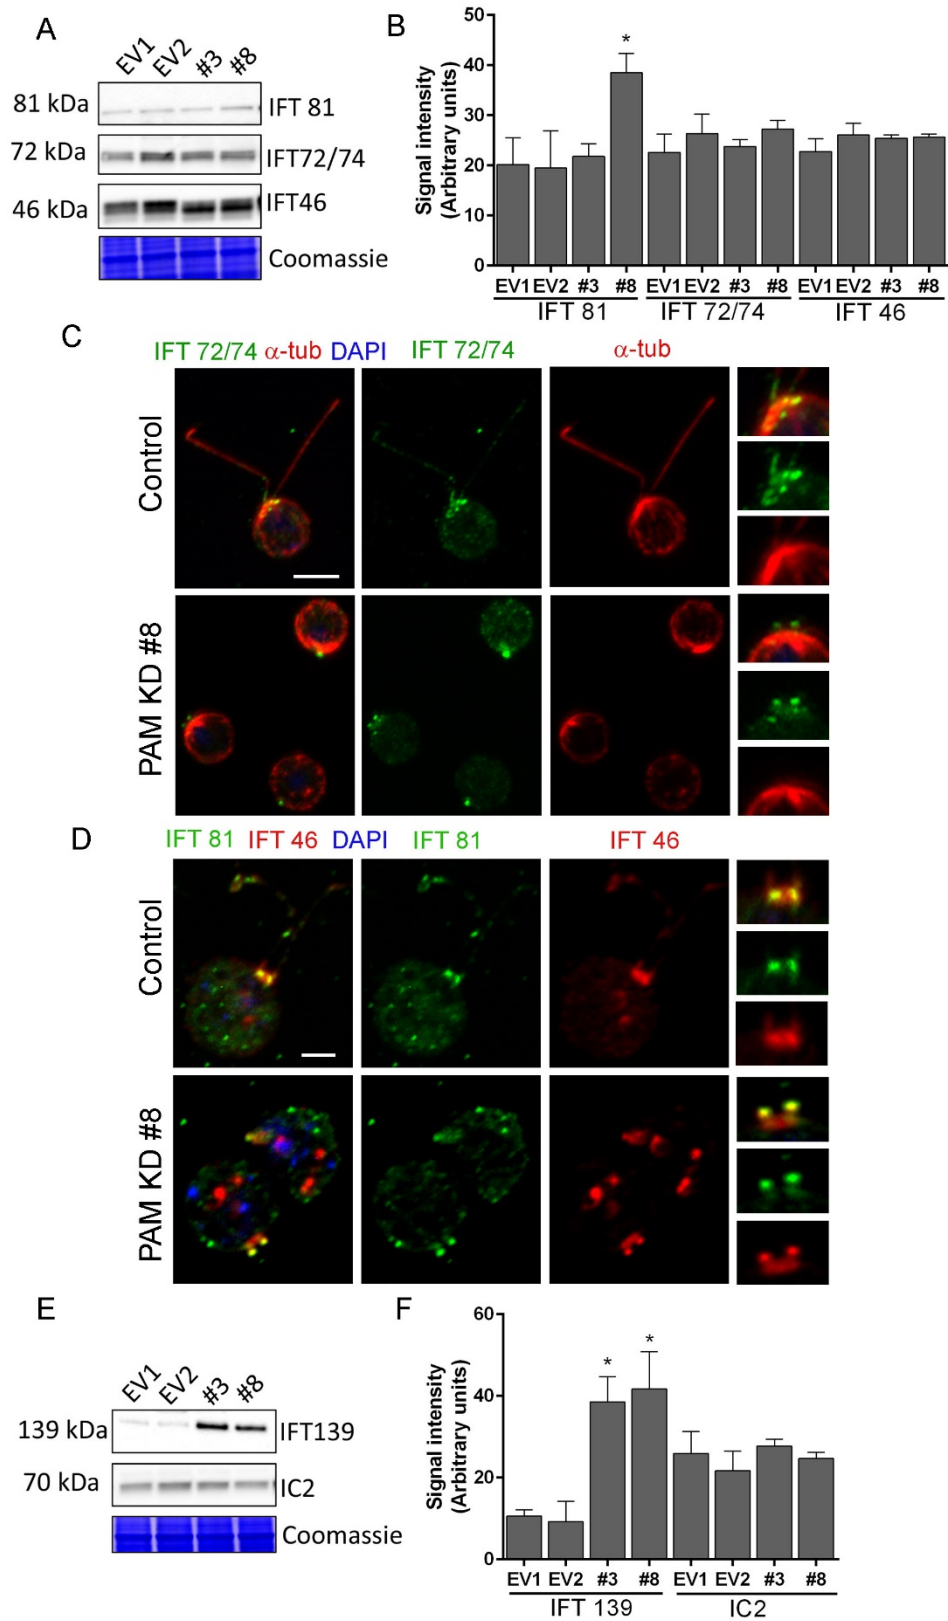 A
EV1 EV2 #3 #8
81 kDa IFT 81
72 kDa IFT72/74
46 kDa IFT46
Coomassie
B
Signal intensity
(Arbitrary units)
50
40
30
20
10
0
*
EV1 EV2 #3 #8 EV1 EV2 #3 #8 EV1 EV2 #3 #8
IFT 81 IFT 72/74 IFT 46
C
IFT 72/74 α-tub DAPI IFT 72/74 α-tub
Control
PAM KD #8
D
IFT 81 IFT 46 DAPI IFT 81 IFT 46
Control
PAM KD #8
E
EV1 EV2 #3 #8
139 kDa IFT139
70 kDa IC2
Coomassie
F
Signal intensity
(Arbitrary units)
60
40
20
0
* *
EV1 EV2 #3 #8 EV1 EV2 #3 #8
IFT 139 IC2